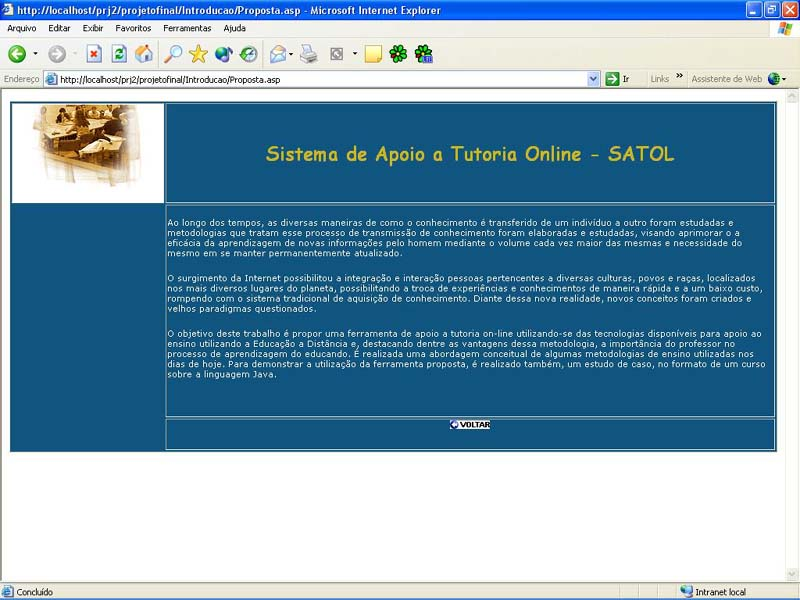 http://localhost/prj2/projetofinal/Introducao/Proposta.asp - Microsoft Internet Explorer
Arquivo Editar Exibir Favoritos Ferramentas Ajuda
Endereço http://localhost/prj2/projetofinal/Introducao/Proposta.asp Ir Links » Assistente de Web
Sistema de Apoio a Tutoria Online - SATOL
Ao longo dos tempos, as diversas maneiras de como o conhecimento é transferido de um indivíduo a outro foram estudadas e
metodologias que tratam esse processo de transmissão de conhecimento foram elaboradas e estudadas, visando aprimorar o a
eficácia da aprendizagem de novas informações pelo homem mediante o volume cada vez maior das mesmas e necessidade do
mesmo em se manter permanentemente atualizado.
O surgimento da Internet possibilitou a integração e interação pessoas pertencentes a diversas culturas, povos e raças, localizados
nos mais diversos lugares do planeta, possibilitando a troca de experiências e conhecimentos de maneira rápida e a um baixo custo,
rompendo com o sistema tradicional de aquisição de conhecimento. Diante dessa nova realidade, novos conceitos foram criados e
velhos paradigmas questionados.
O objetivo deste trabalho é propor uma ferramenta de apoio a tutoria on-line utilizando-se das tecnologias disponíveis para apoio ao
ensino utilizando a Educação a Distância e, destacando dentre as vantagens dessa metodologia, a importância do professor no
processo de aprendizagem do educando. É realizada uma abordagem conceitual de algumas metodologias de ensino utilizadas nos
dias de hoje. Para demonstrar a utilização da ferramenta proposta, é realizado também, um estudo de caso, no formato de um curso
sobre a linguagem Java.
VOLTAR
Concluído Intranet local